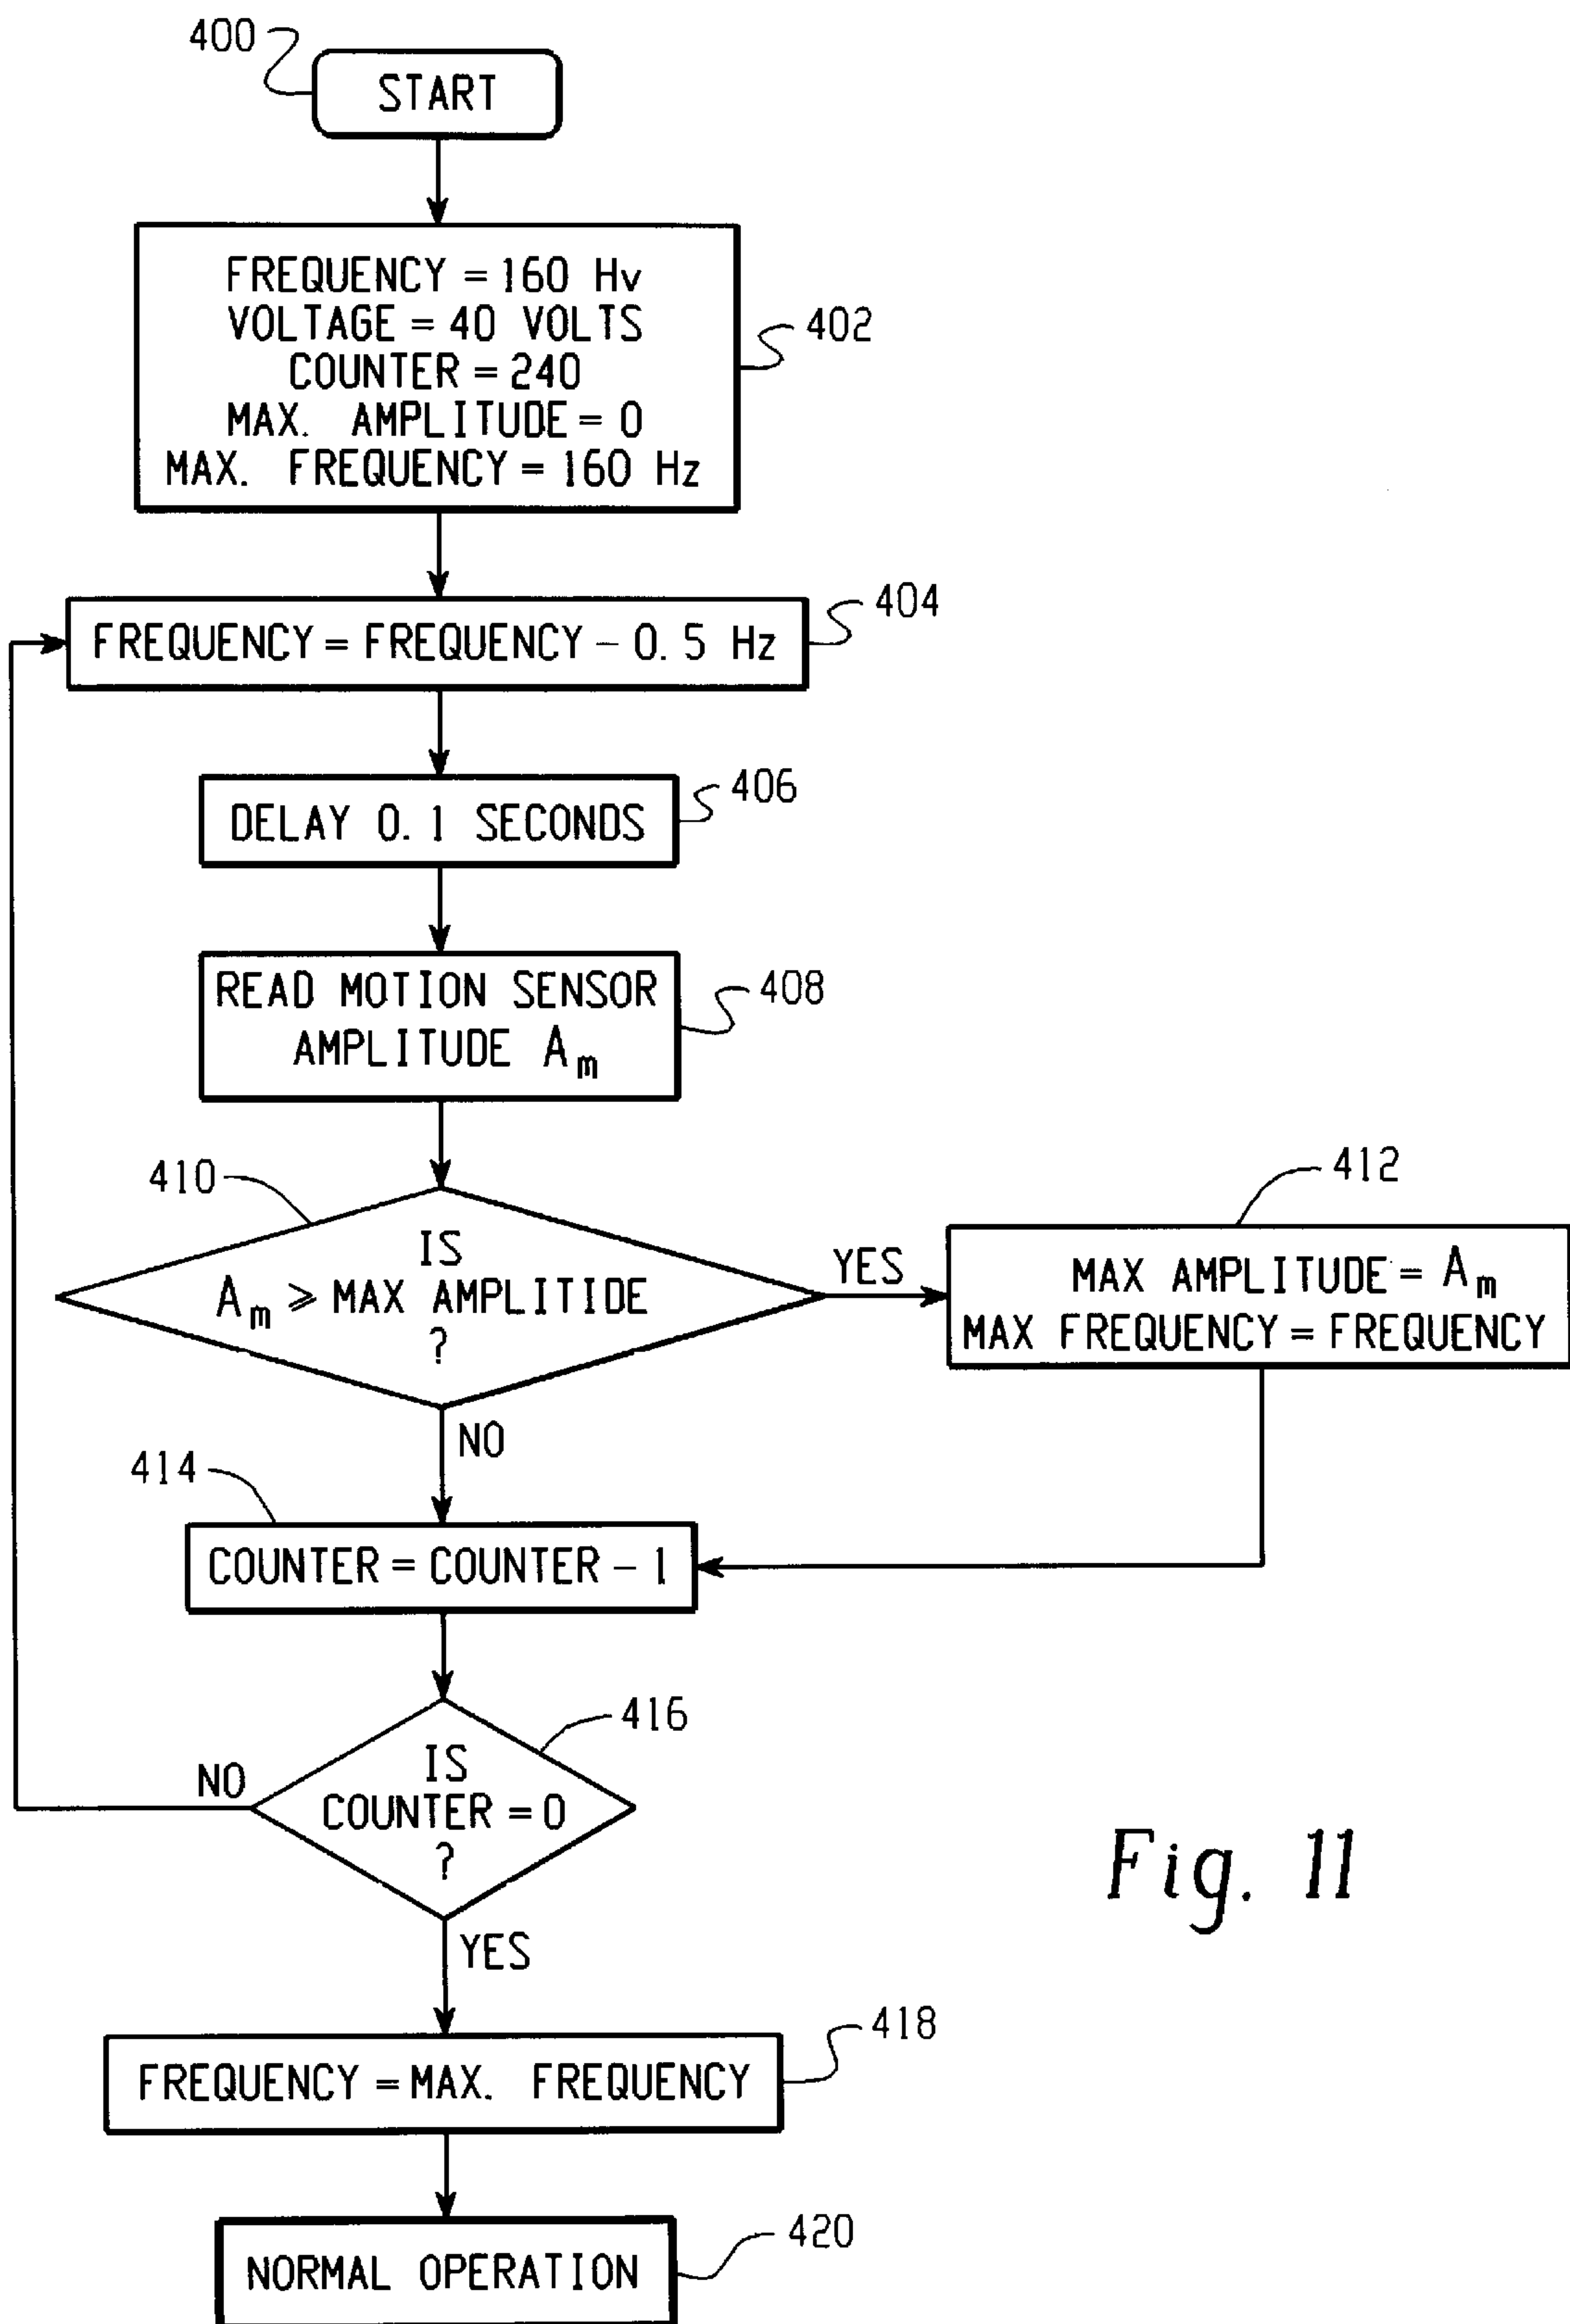 400
START
FREQUENCY = 160 Hv
VOLTAGE = 40 VOLTS
COUNTER = 240
MAX. AMPLITUDE = 0
MAX. FREQUENCY = 160 Hz
402
FREQUENCY = FREQUENCY - 0.5 Hz
404
DELAY 0.1 SECONDS
406
READ MOTION SENSOR
AMPLITUDE Am
408
410
IS
Am ⩾ MAX AMPLITIDE
?
YES
412
MAX AMPLITUDE = Am
MAX FREQUENCY = FREQUENCY
NO
414
COUNTER = COUNTER - 1
416
IS
COUNTER = 0
?
NO
YES
Fig. 11
418
FREQUENCY = MAX. FREQUENCY
420
NORMAL OPERATION